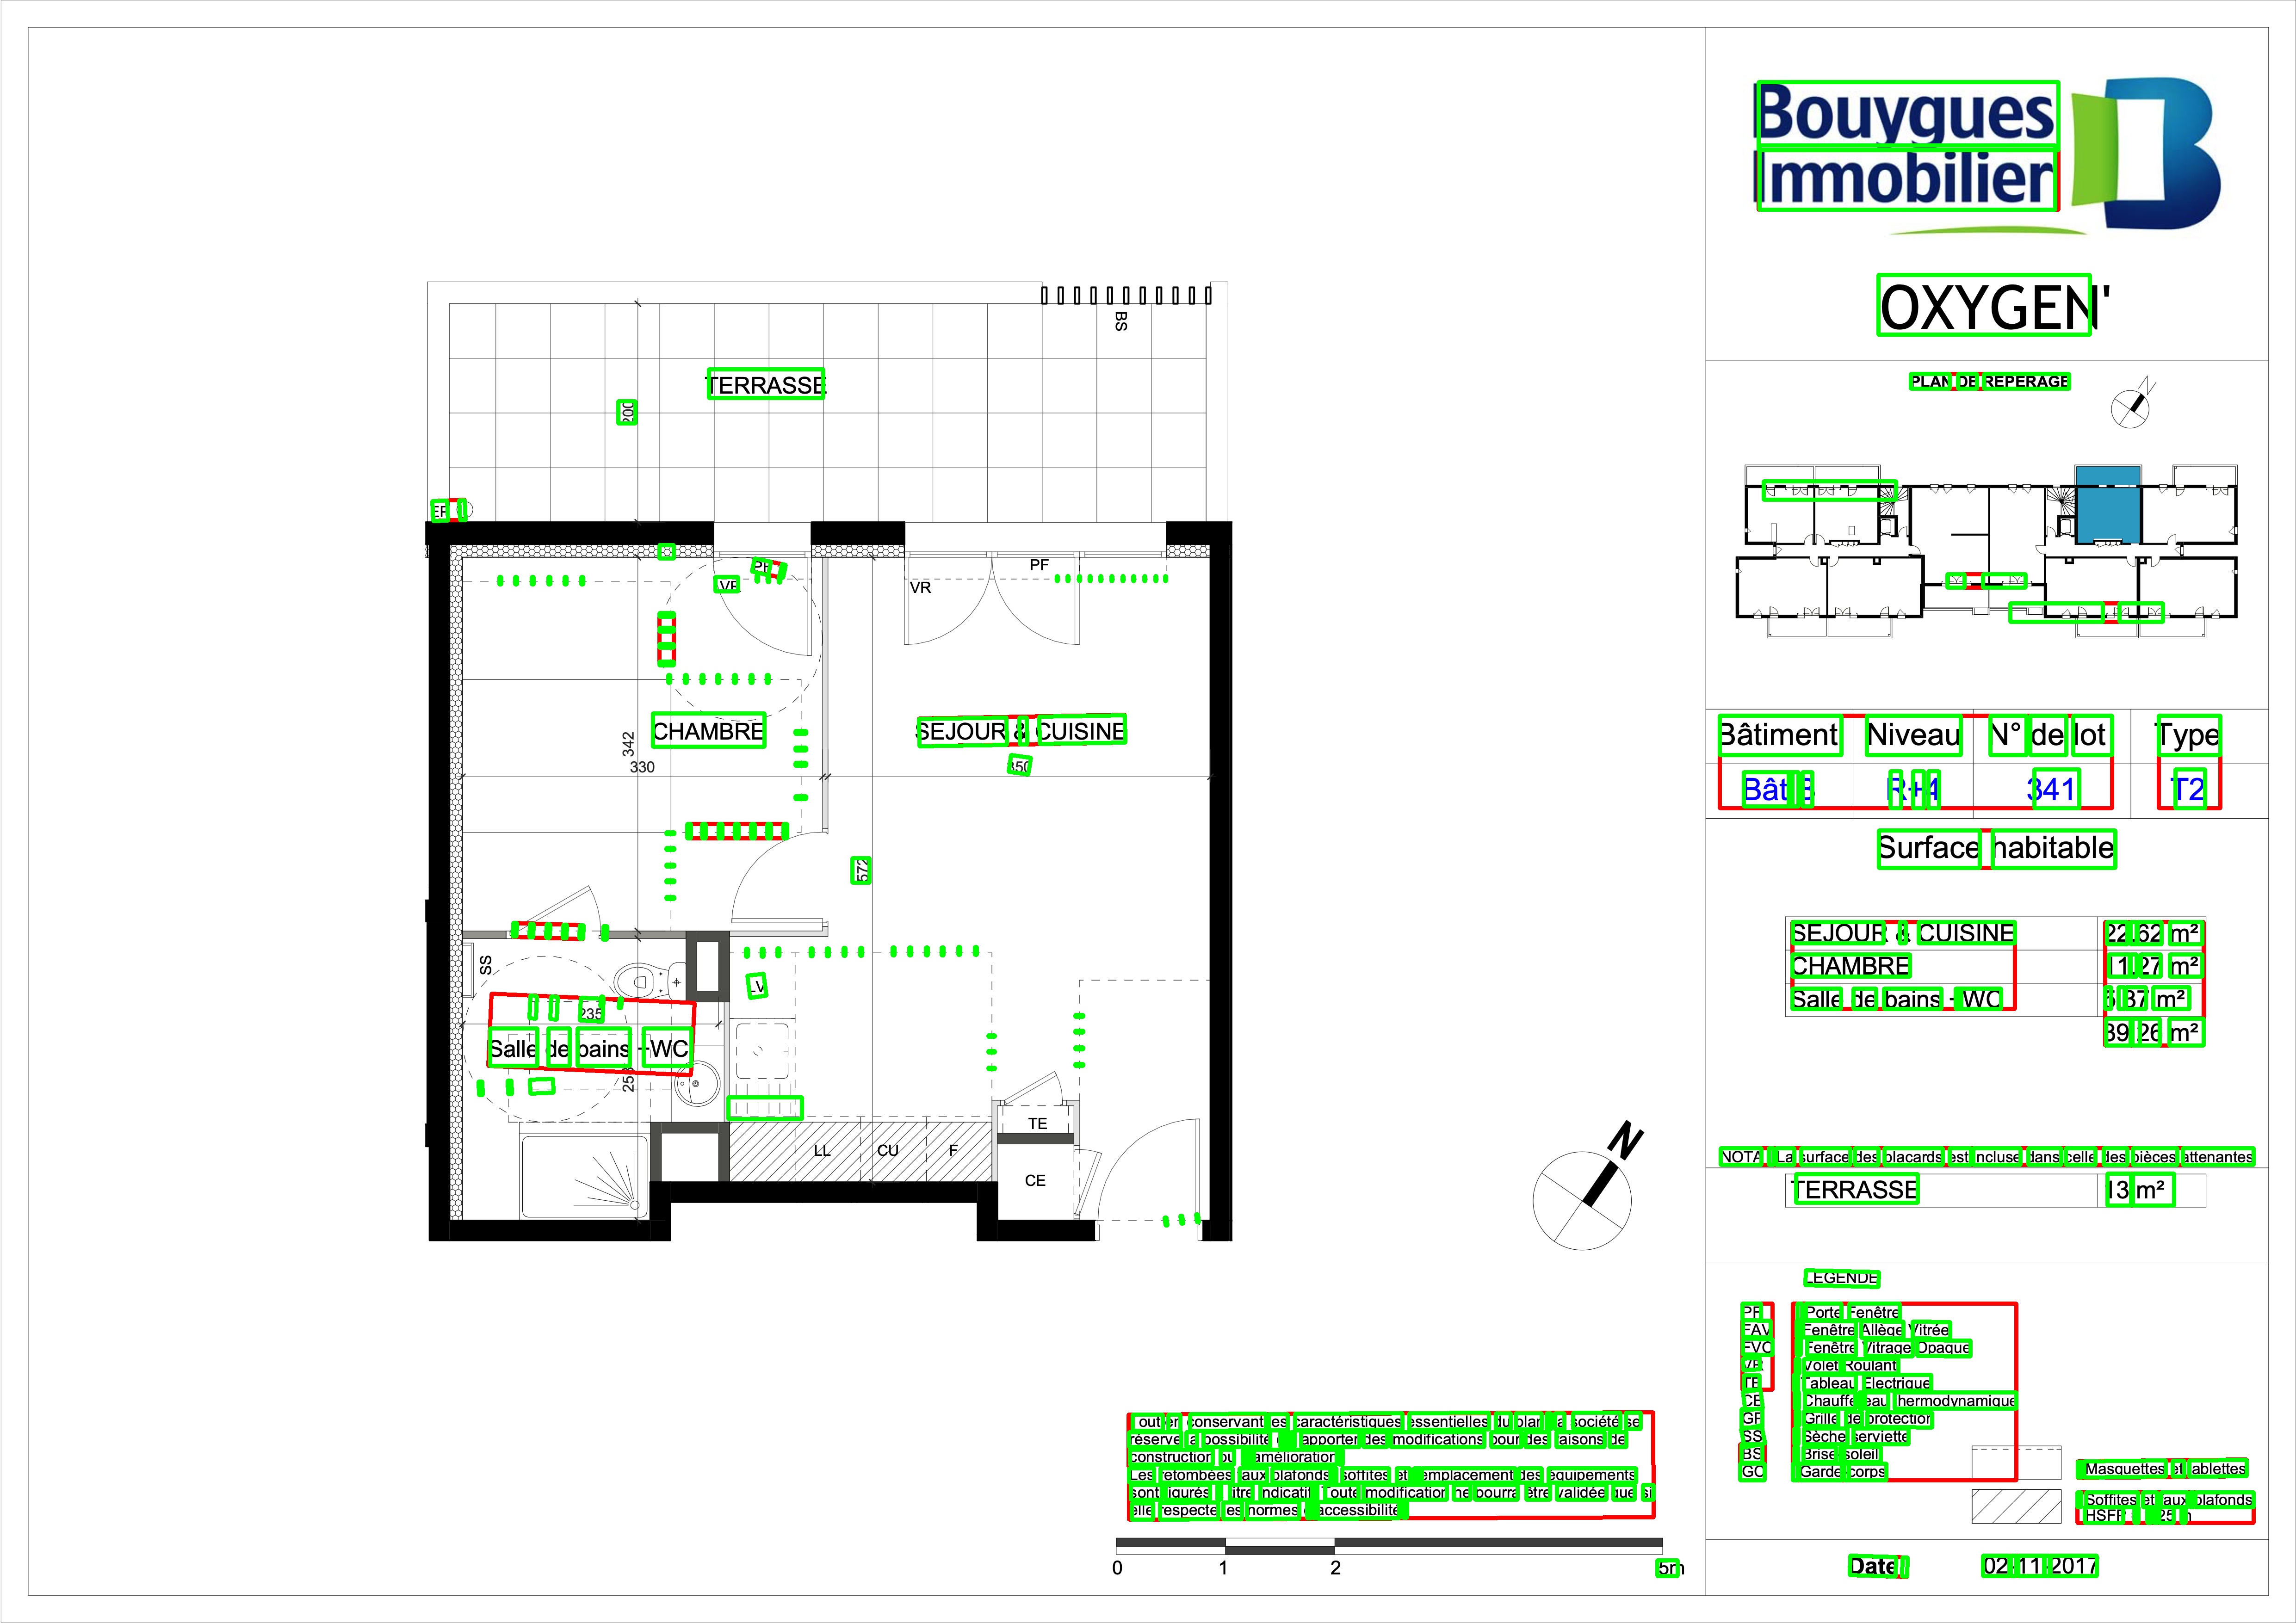 Bouygues
Immobilier
OXYGEN'
PLAN DE REPERAGE
N
Bâtiment Niveau N° de lot Type
Bât B R+4 341 T2
Surface habitable
SEJOUR & CUISINE 22.62 m²
CHAMBRE 11.27 m²
Salle de bains - WC m²
39.26 m²
NOTA : La surface des placards est incluse dans celle des pièces attenantes
TERRASSE 13 m²
LEGENDE
PF : Porte Fenêtre
FAV : Fenêtre Allège Vitrée
FVO : Fenêtre Vitrage Opaque
VR : Volet Roulant
TE : Tableau Electrique
CE : Chauffe eau thermodynamique
GP : Grille de protection
SS : Sèche serviette
BS : Brise soleil
GC : Garde corps
Masquettes et tablettes
Soffites et faux plafonds
Date :
02-11-2017
BS
TERRASSE
200
EP
PF
VR
PF
VR
CHAMBRE
SEJOUR & CUISINE
342
330
350
572
SS
LV
235
Salle de bains - WC
LL
CU
F
TE
CE
N
Tout en conservant les caractéristiques essentielles du plan, la société se
réserve la possibilité d'apporter des modifications pour des raisons de
construction ou d'amélioration.
Les retombées, faux plafonds, soffites et l'emplacement des équipements
sont figurés à titre indicatif. Toute modification ne pourra être validée que si
elle respecte les normes d'accessibilité.
0 1 2 5m